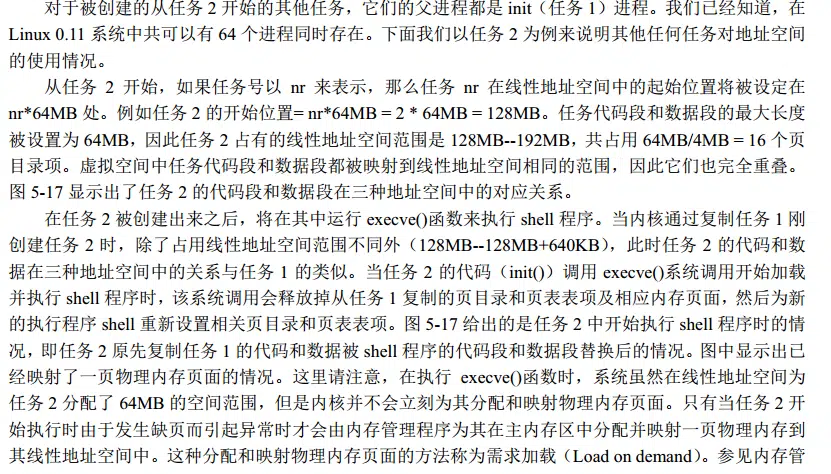 对于被创建的从任务 2 开始的其他任务，它们的父进程都是 init（任务 1）进程。我们已经知道，在
Linux 0.11 系统中共可以有 64 个进程同时存在。下面我们以任务 2 为例来说明其他任何任务对地址空间
的使用情况。
从任务 2 开始，如果任务号以 nr 来表示，那么任务 nr 在线性地址空间中的起始位置将被设定在
nr*64MB 处。例如任务 2 的开始位置= nr*64MB = 2 * 64MB = 128MB。任务代码段和数据段的最大长度
被设置为 64MB，因此任务 2 占有的线性地址空间范围是 128MB--192MB，共占用 64MB/4MB = 16 个页
目录项。虚拟空间中任务代码段和数据段都被映射到线性地址空间相同的范围，因此它们也完全重叠。
图 5-17 显示出了任务 2 的代码段和数据段在三种地址空间中的对应关系。
在任务 2 被创建出来之后，将在其中运行 execve()函数来执行 shell 程序。当内核通过复制任务 1 刚
创建任务 2 时，除了占用线性地址空间范围不同外（128MB--128MB+640KB），此时任务 2 的代码和数
据在三种地址空间中的关系与任务 1 的类似。当任务 2 的代码（init()）调用 execve()系统调用开始加载
并执行 shell 程序时，该系统调用会释放掉从任务 1 复制的页目录和页表表项及相应内存页面，然后为新
的执行程序 shell 重新设置相关页目录和页表表项。图 5-17 给出的是任务 2 中开始执行 shell 程序时的情
况，即任务 2 原先复制任务 1 的代码和数据被 shell 程序的代码段和数据段替换后的情况。图中显示出已
经映射了一页物理内存页面的情况。这里请注意，在执行 execve()函数时，系统虽然在线性地址空间为
任务 2 分配了 64MB 的空间范围，但是内核并不会立刻为其分配和映射物理内存页面。只有当任务 2 开
始执行时由于发生缺页而引起异常时才会由内存管理程序为其在主内存区中分配并映射一页物理内存到
其线性地址空间中。这种分配和映射物理内存页面的方法称为需求加载（Load on demand）。参见内存管